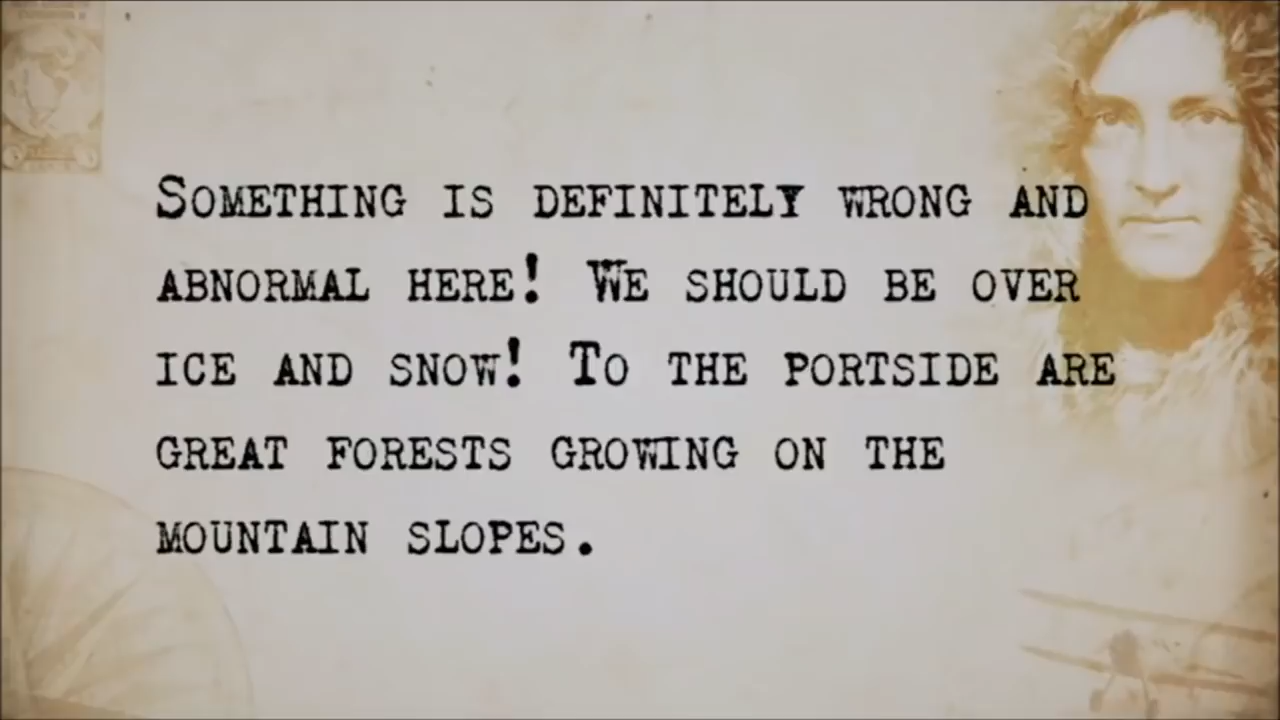 Something is definitely wrong and
abnormal here! We should be over
ice and snow! To the portside are
great forests growing on the
mountain slopes.